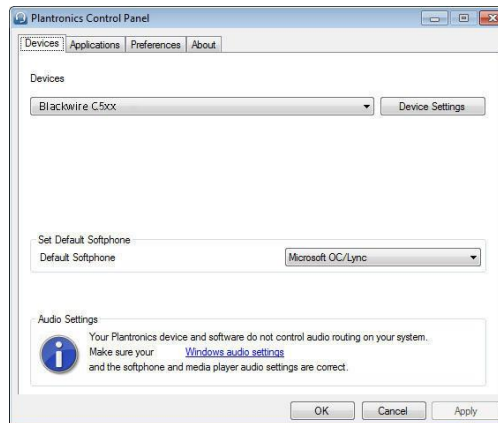 Plantronics Control Panel
Devices Applications Preferences About
Devices
Blackwire C5xx Device Settings
Set Default Softphone
Default Softphone Microsoft OC/Lync
Audio Settings
Your Plantronics device and software do not control audio routing on your system.
Make sure your Windows audio settings
and the softphone and media player audio settings are correct.
OK Cancel Apply